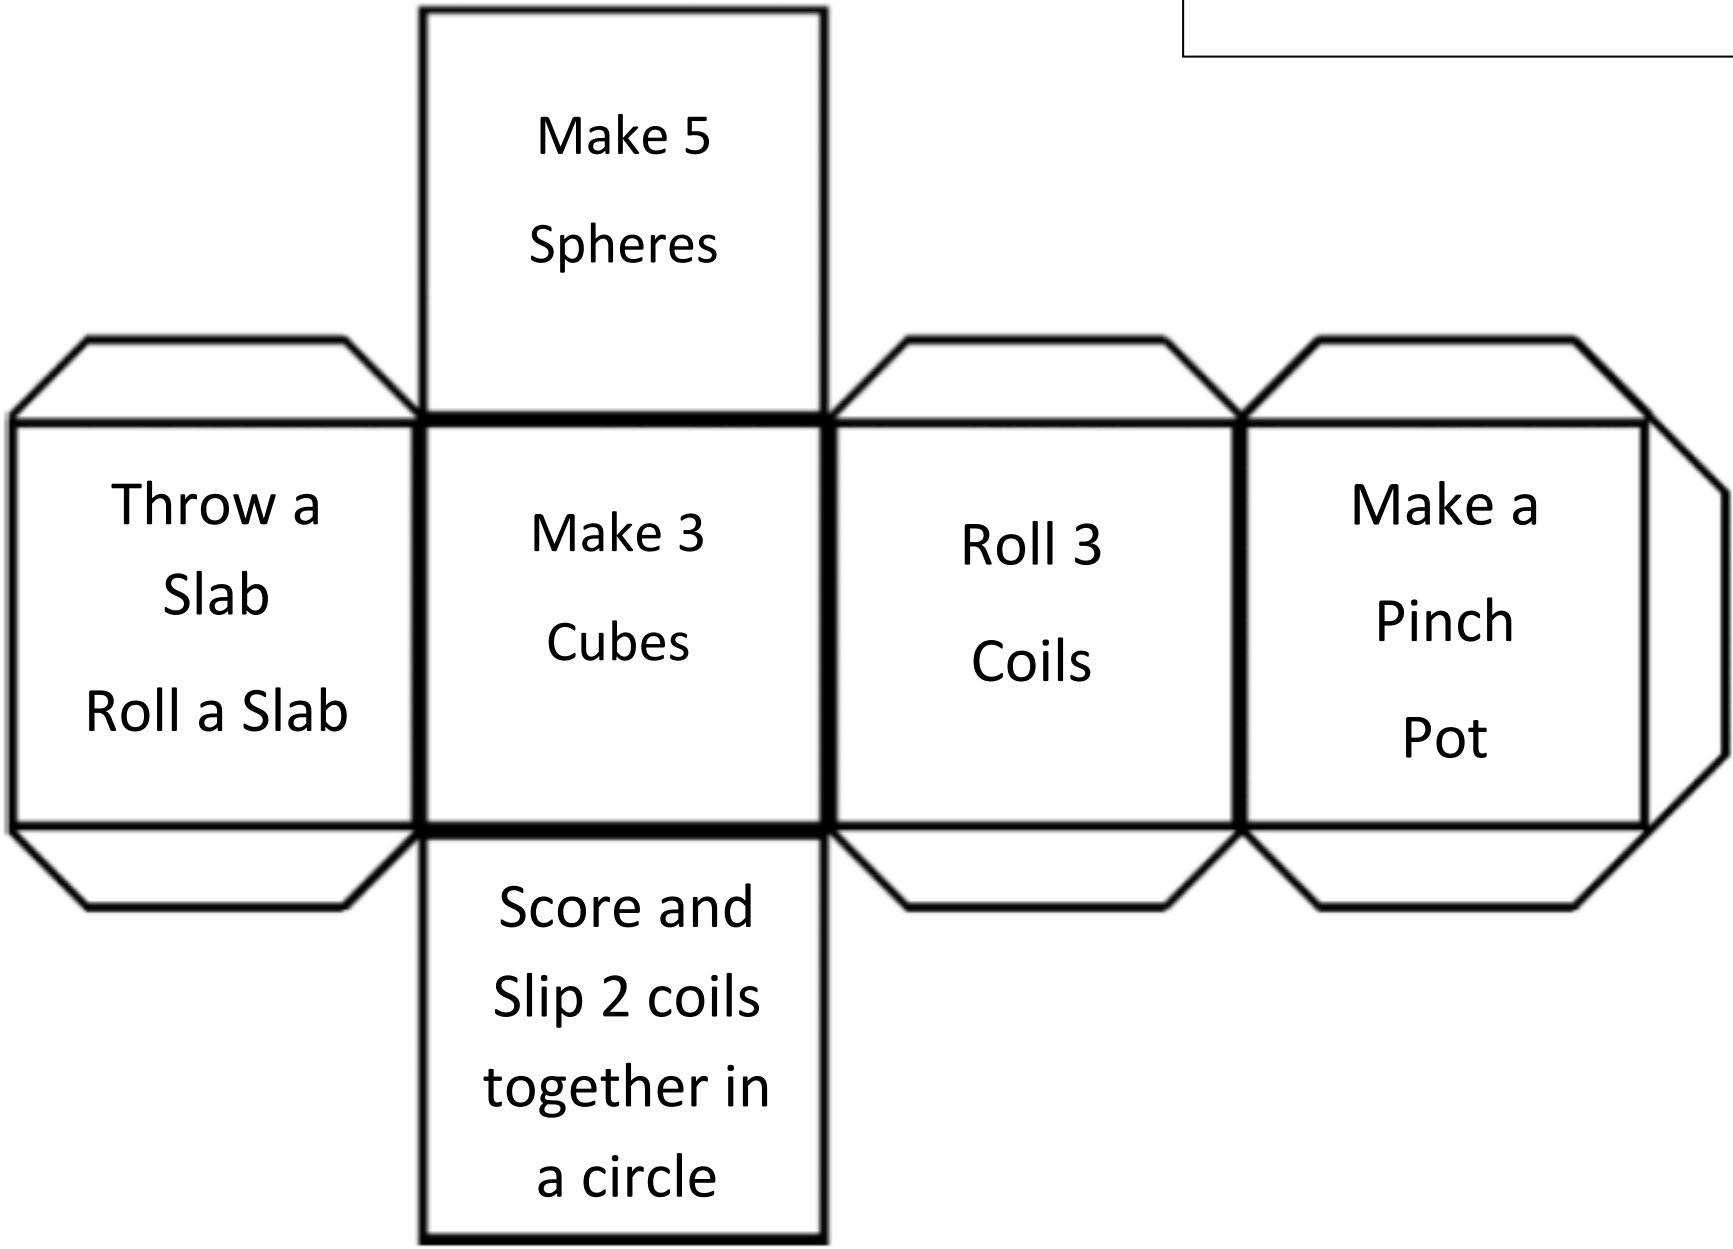 Make 5
Spheres
Throw a
Slab
Roll a Slab
Make 3
Cubes
Roll 3
Coils
Make a
Pinch
Pot
Score and
Slip 2 coils
together in
a circle